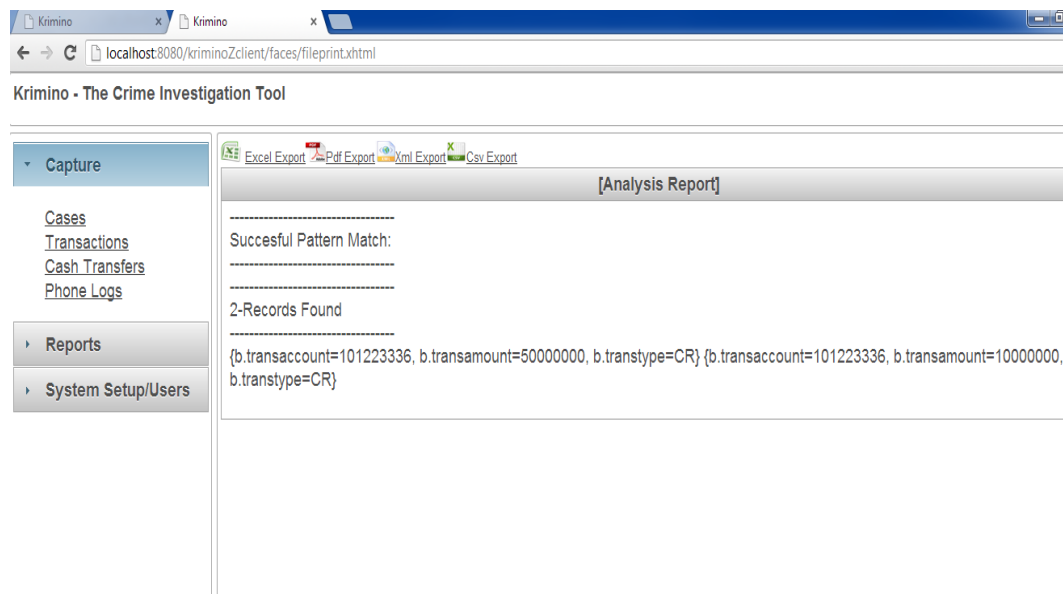 Krimino x Krimino x
localhost:8080/kriminoZclient/faces/fileprint.xhtml
Krimino - The Crime Investigation Tool
Capture
Cases
Transactions
Cash Transfers
Phone Logs
Reports
System Setup/Users
Excel Export Pdf Export Xml Export Csv Export
[Analysis Report]
----------------------------------
Succesful Pattern Match:
----------------------------------
----------------------------------
2-Records Found
----------------------------------
{b.transaccount=101223336, b.transamount=50000000, b.transtype=CR} {b.transaccount=101223336, b.transamount=10000000,
b.transtype=CR}